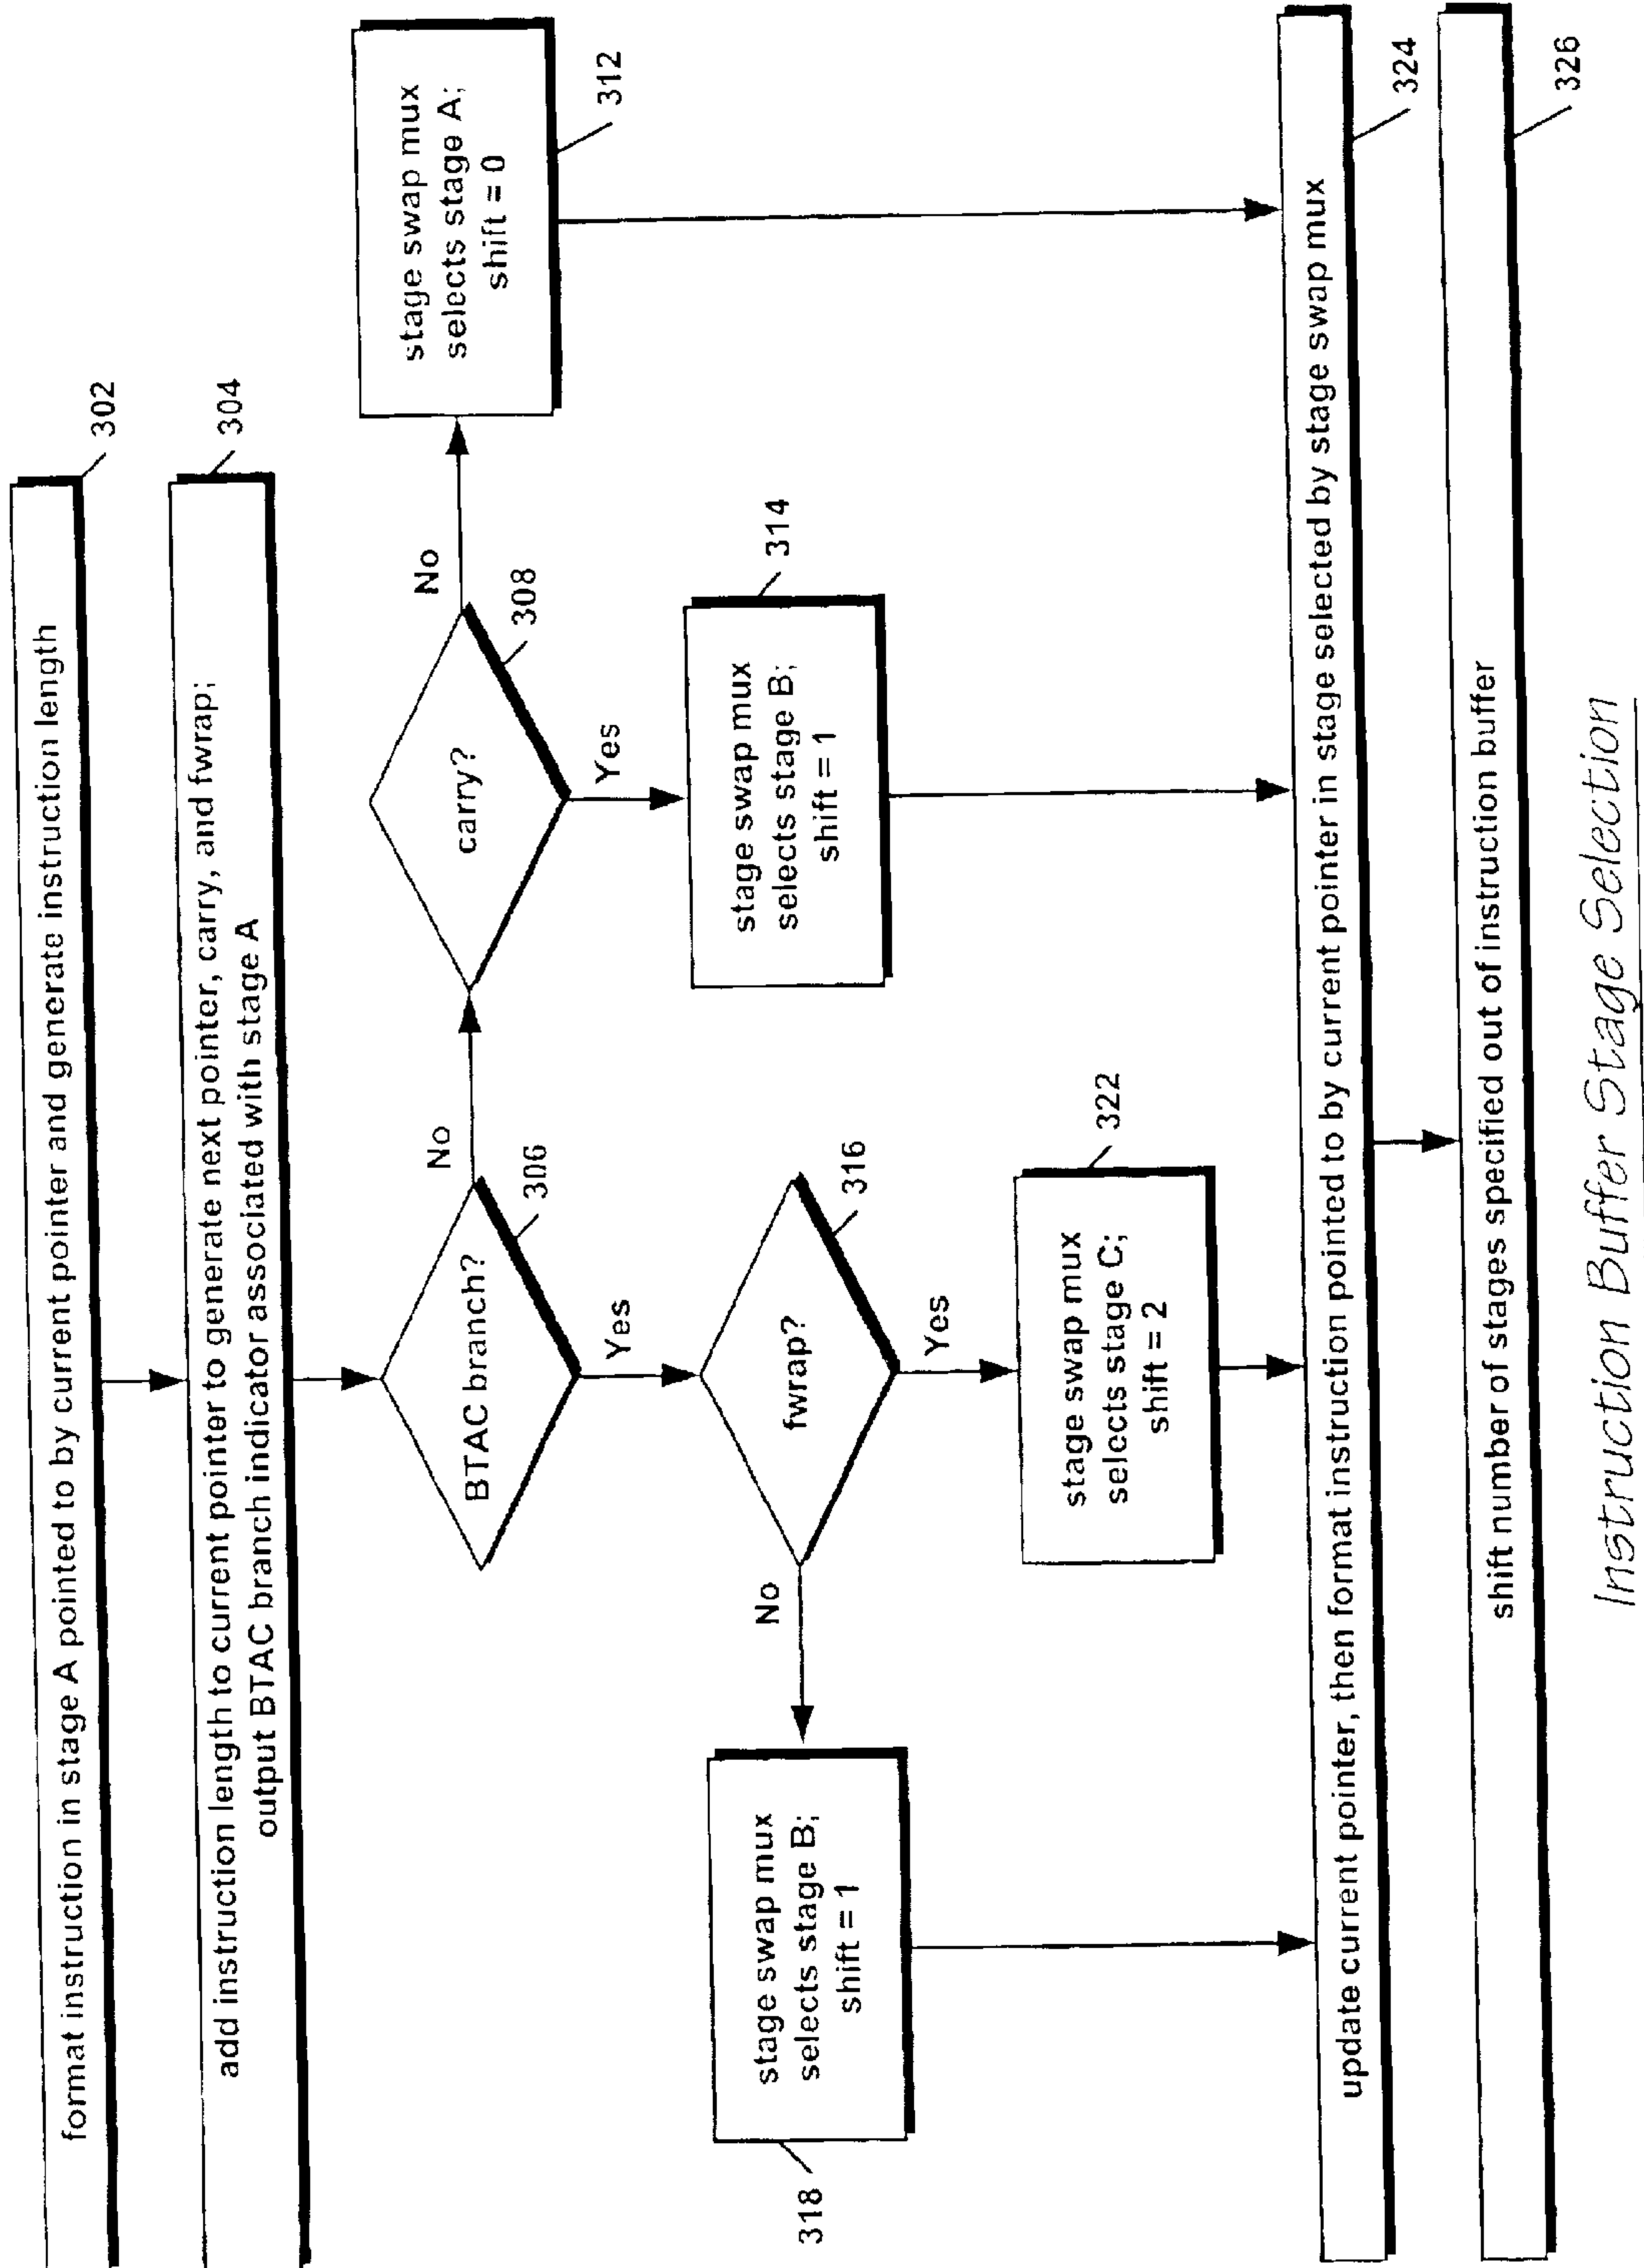 format instruction in stage A pointed to by current pointer and generate instruction length
302
add instruction length to current pointer to generate next pointer, carry, and fwrap;
output BTAC branch indicator associated with stage A
304
BTAC branch?
306
No
Yes
carry?
308
No
Yes
stage swap mux
selects stage A;
shift = 0
312
stage swap mux
selects stage B;
shift = 1
314
fwrap?
316
No
Yes
stage swap mux
selects stage B;
shift = 1
318
stage swap mux
selects stage C;
shift = 2
322
update current pointer, then format instruction pointed to by current pointer in stage selected by stage swap mux
324
shift number of stages specified out of instruction buffer
326
Instruction Buffer Stage Selection